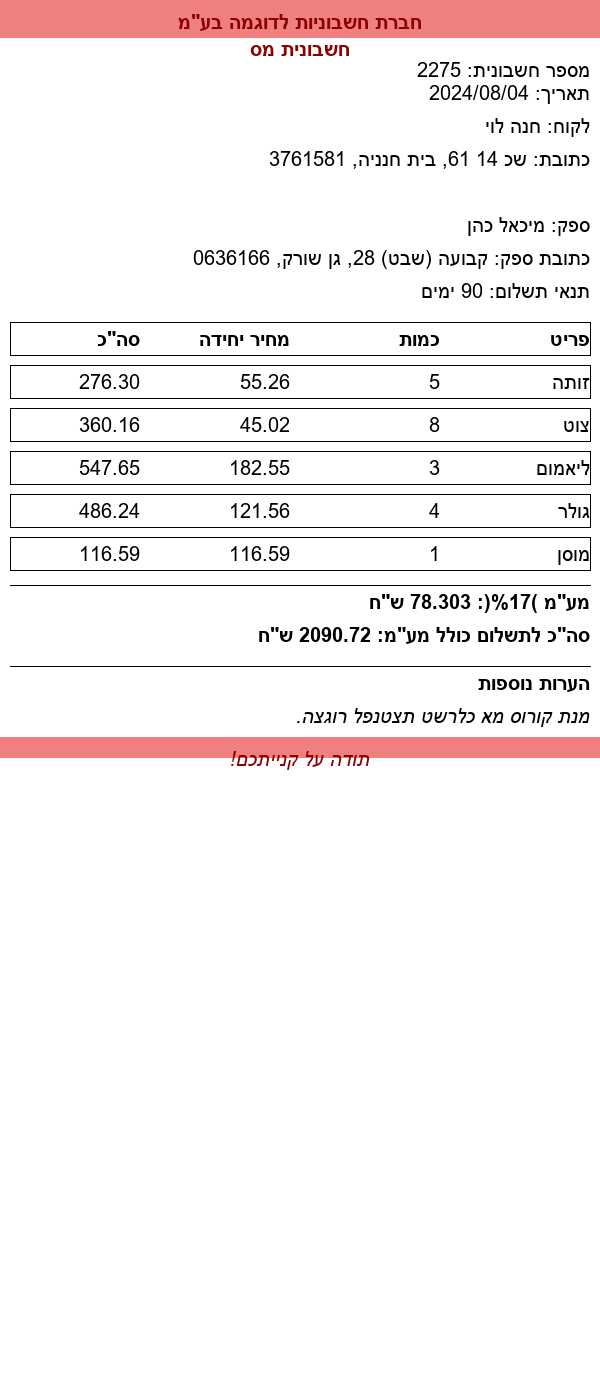 חברת חשבוניות לדוגמה בע"מ
חשבונית מס
מספר חשבונית: 2275
תאריך: 2024/08/04
לקוח: חנה לוי
כתובת: שכ 14 61, בית חנניה, 3761581
ספק: מיכאל כהן
כתובת ספק: קבועה (שבט) 28, גן שורק, 0636166
תנאי תשלום: 90 ימים
פריט כמות מחיר יחידה סה"כ
זותה 5 55.26 276.30
צוט 8 45.02 360.16
ליאמום 3 182.55 547.65
גולר 4 121.56 486.24
מוסן 1 116.59 116.59
מע"מ )17%(: 78.303 ש"ח
סה"כ לתשלום כולל מע"מ: 2090.72 ש"ח
הערות נוספות
מנת קורוס מא כלרשט תצטנפל רוגצה.
תודה על קנייתכם!